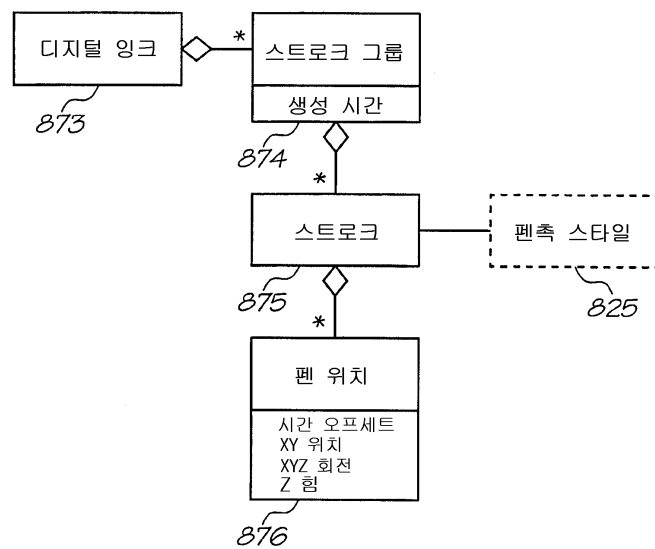 디지털 잉크
*
스트로크 그룹
생성 시간
873
874
*
스트로크
펜촉 스타일
875
825
*
펜 위치
시간 오프세트
XY 위치
XYZ 회전
Z 힘
876